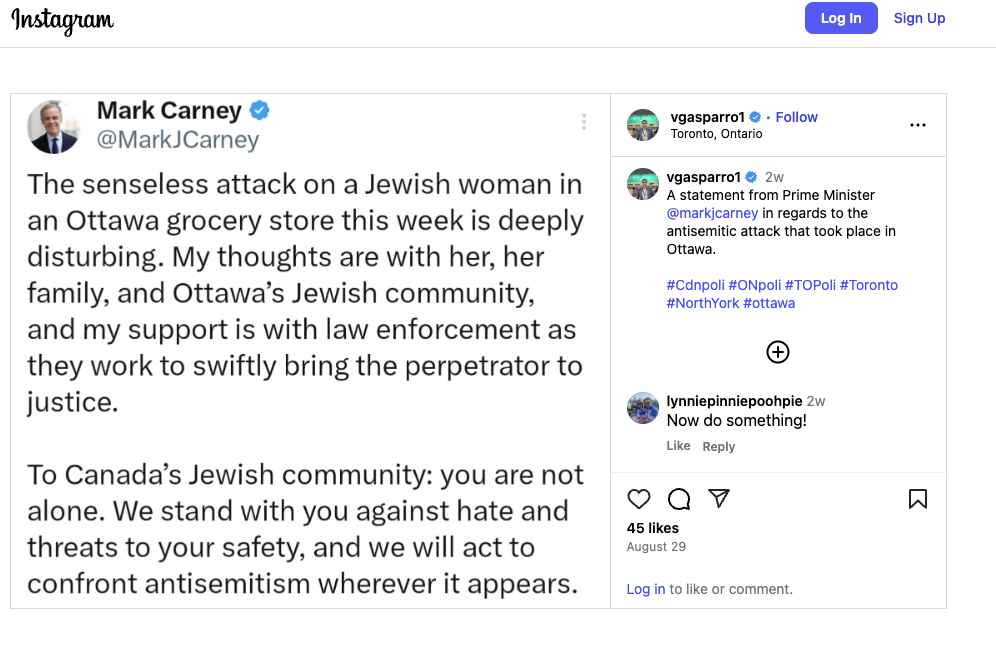 Instagram
Log In
Sign Up
Mark Carney
@MarkJCarney
The senseless attack on a Jewish woman in
an Ottawa grocery store this week is deeply
disturbing. My thoughts are with her, her
family, and Ottawa’s Jewish community,
and my support is with law enforcement as
they work to swiftly bring the perpetrator to
justice.
To Canada’s Jewish community: you are not
alone. We stand with you against hate and
threats to your safety, and we will act to
confront antisemitism wherever it appears.
vgasparro1 • Follow
Toronto, Ontario
vgasparro1 2w
A statement from Prime Minister
@markjcarney in regards to the
antisemitic attack that took place in
Ottawa.
#Cdnpoli #ONpoli #TOPoli #Toronto
#NorthYork #ottawa
lynniepinniepoohpie 2w
Now do something!
Like Reply
45 likes
August 29
Log in to like or comment.